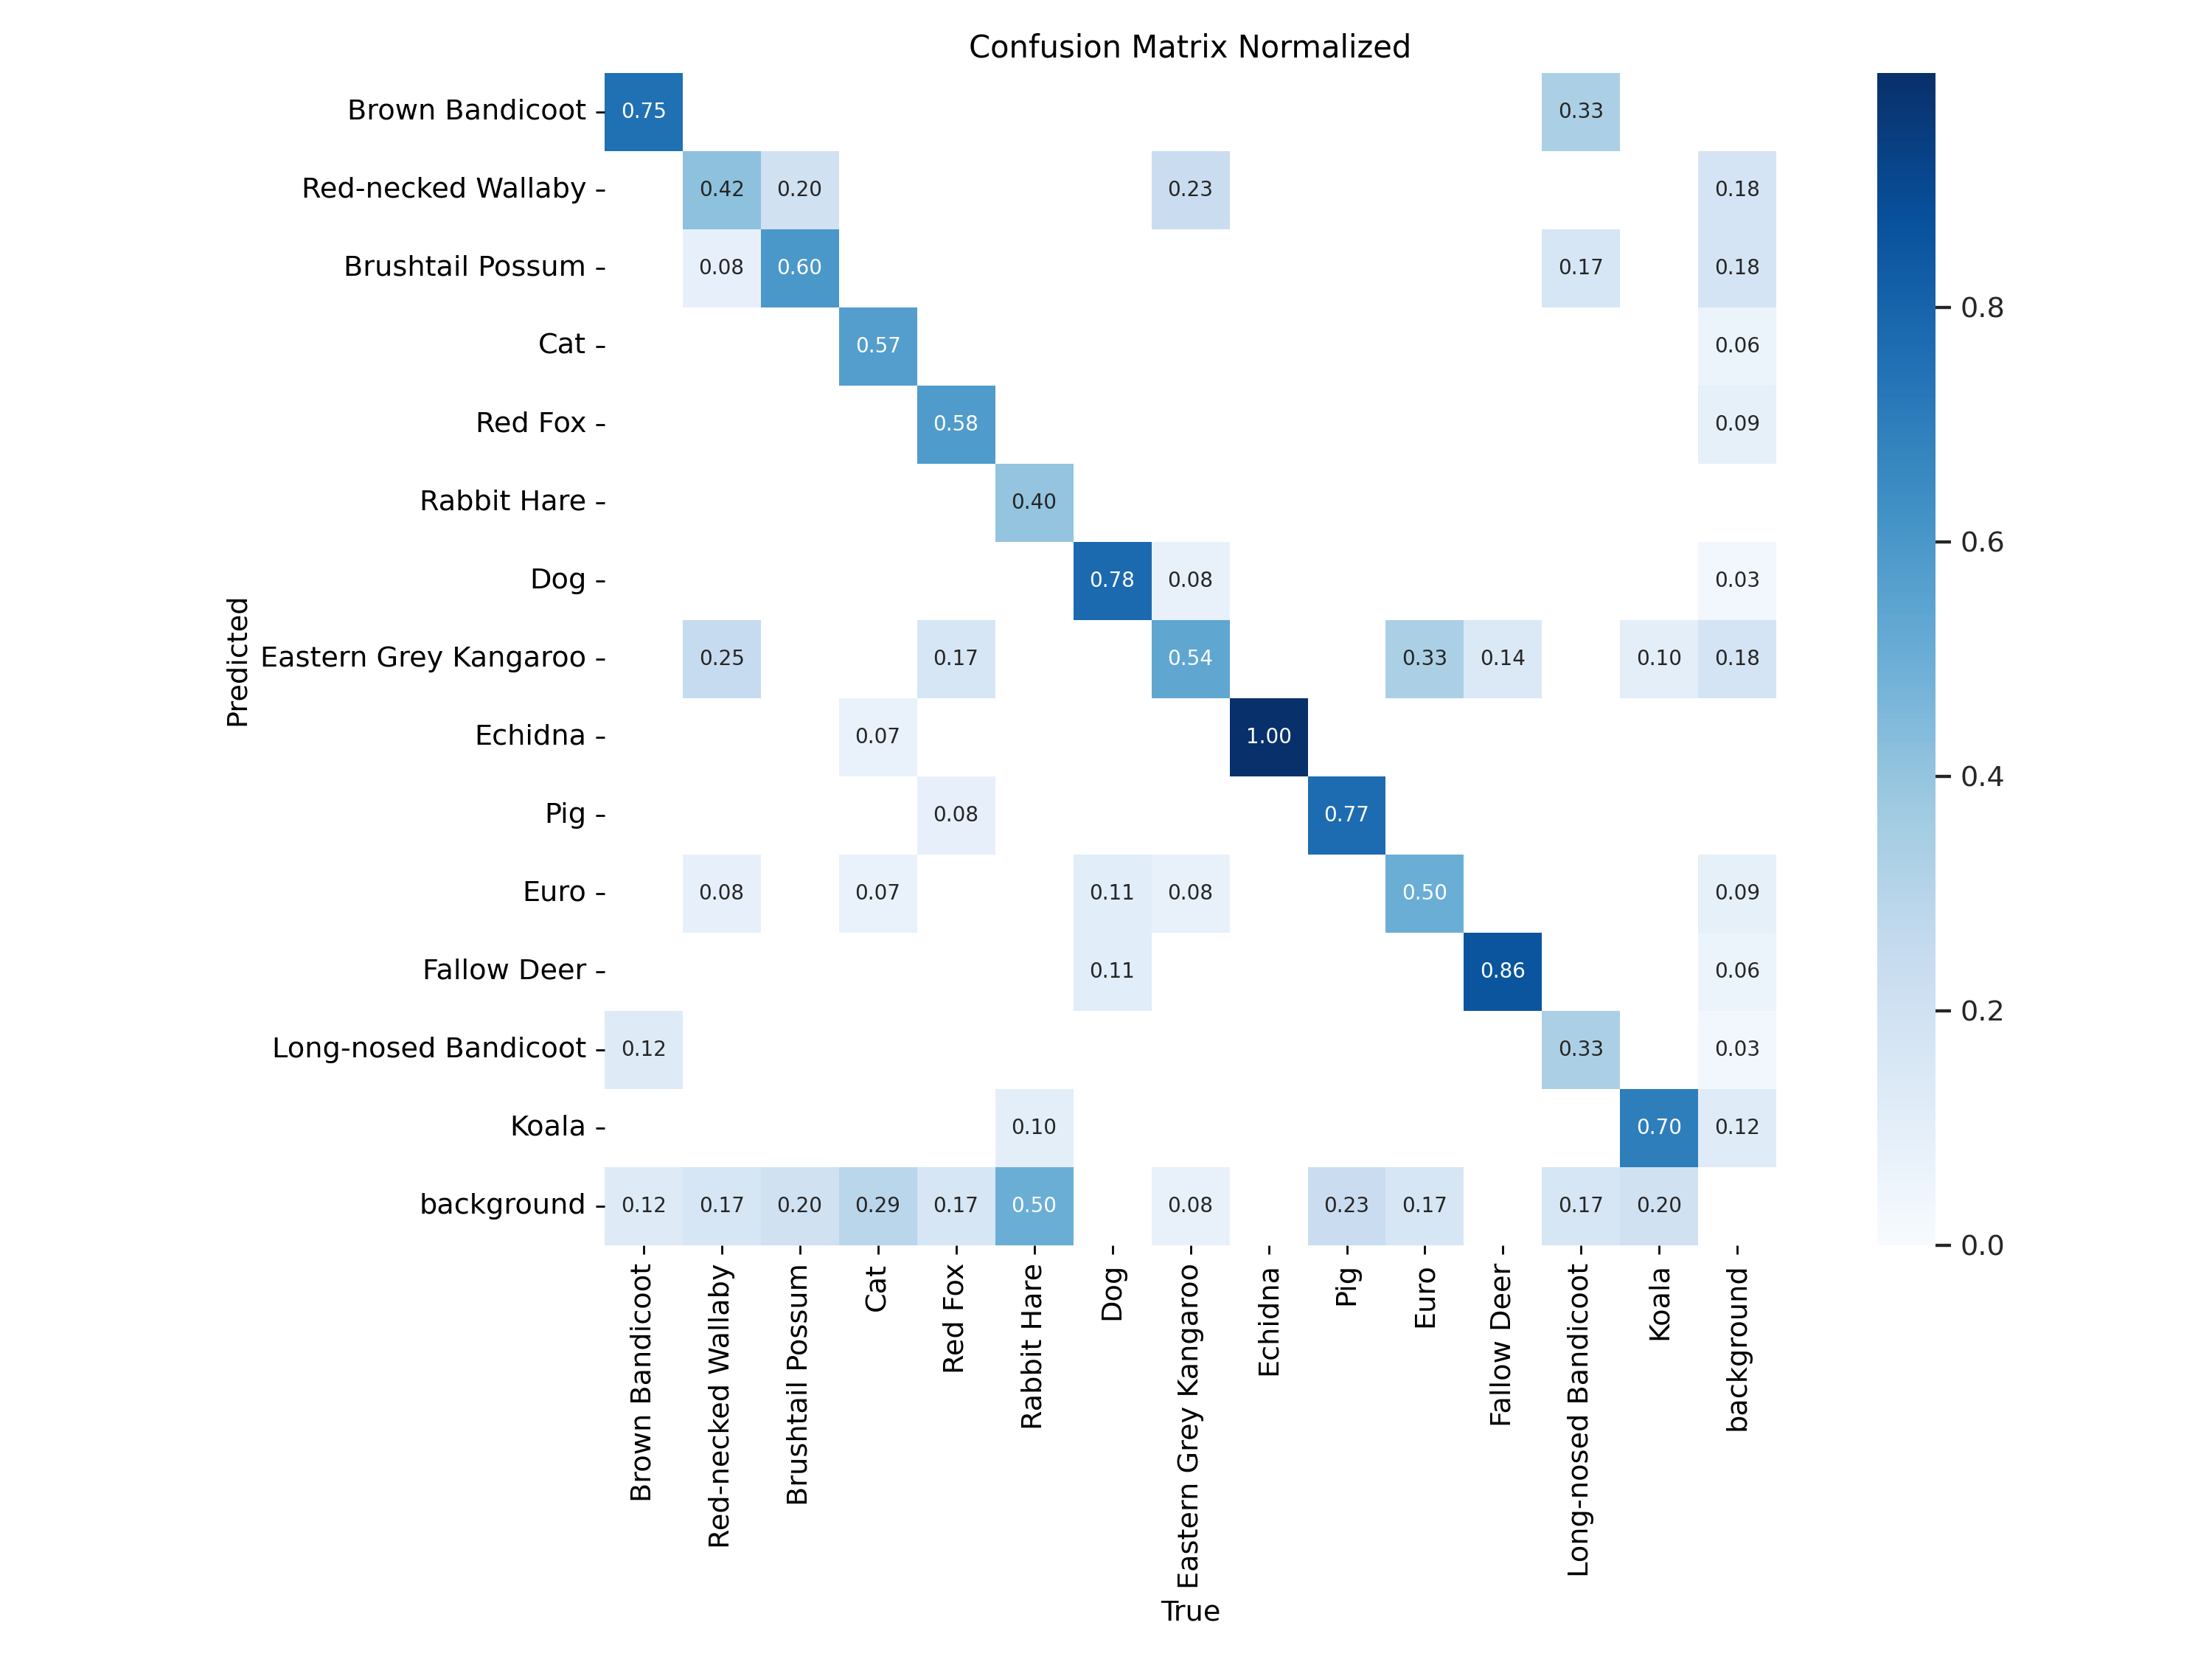 Confusion Matrix Normalized
Brown Bandicoot 0.75 0.33
Red-necked Wallaby 0.42 0.20 0.23 0.18
Brushtail Possum 0.08 0.60 0.17 0.18
0.8
Cat 0.57 0.06
Red Fox 0.58 0.09
Rabbit Hare 0.40
0.6
Dog 0.78 0.08 0.03
Predicted
Eastern Grey Kangaroo 0.25 0.17 0.54 0.33 0.14 0.10 0.18
Echidna 0.07 1.00
0.4
Pig 0.08 0.77
Euro 0.08 0.07 0.11 0.08 0.50 0.09
Fallow Deer 0.11 0.86 0.06
0.2
Long-nosed Bandicoot 0.12 0.33 0.03
Koala 0.10 0.70 0.12
background 0.12 0.17 0.20 0.29 0.17 0.50 0.08 0.23 0.17 0.17 0.20
0.0
Brown Bandicoot
Red-necked Wallaby
Brushtail Possum
Cat
Red Fox
Rabbit Hare
Dog
Eastern Grey Kangaroo
Echidna
Pig
Euro
Fallow Deer
Long-nosed Bandicoot
Koala
background
True